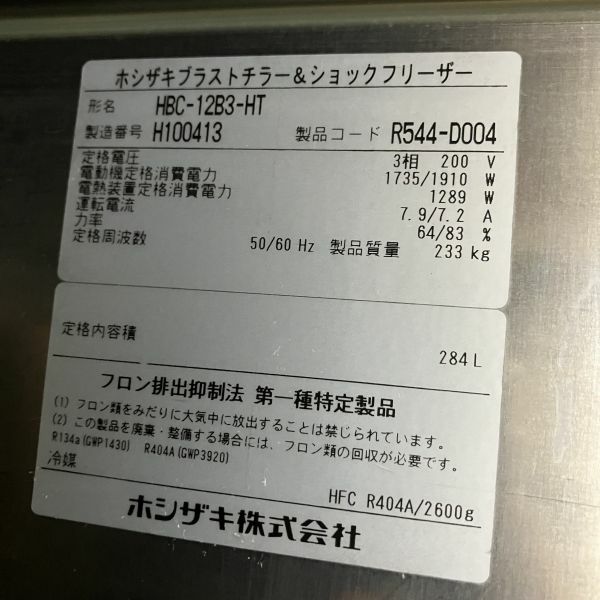 ホシザキブラストチラー&ショックフリーザー
形名 HBC-12B3-HT
製造番号 H100413 製品コード R544-D004
定格電圧 3相 200 V
電動機定格消費電力 1735/1910 W
電熱装置定格消費電力 1289 W
運転電流 7.9/7.2 A
力率 64/83 %
定格周波数 50/60 Hz 製品質量 233 kg
定格内容積 284 L
フロン排出抑制法 第一種特定製品
(1) フロン類をみだりに大気中に放出することは禁じられています。
(2) この製品を廃棄・整備する場合には、フロン類の回収が必要です。
R134a(GWP1430) R404A(GWP3920)
冷媒 HFC R404A/2600g
ホシザキ株式会社